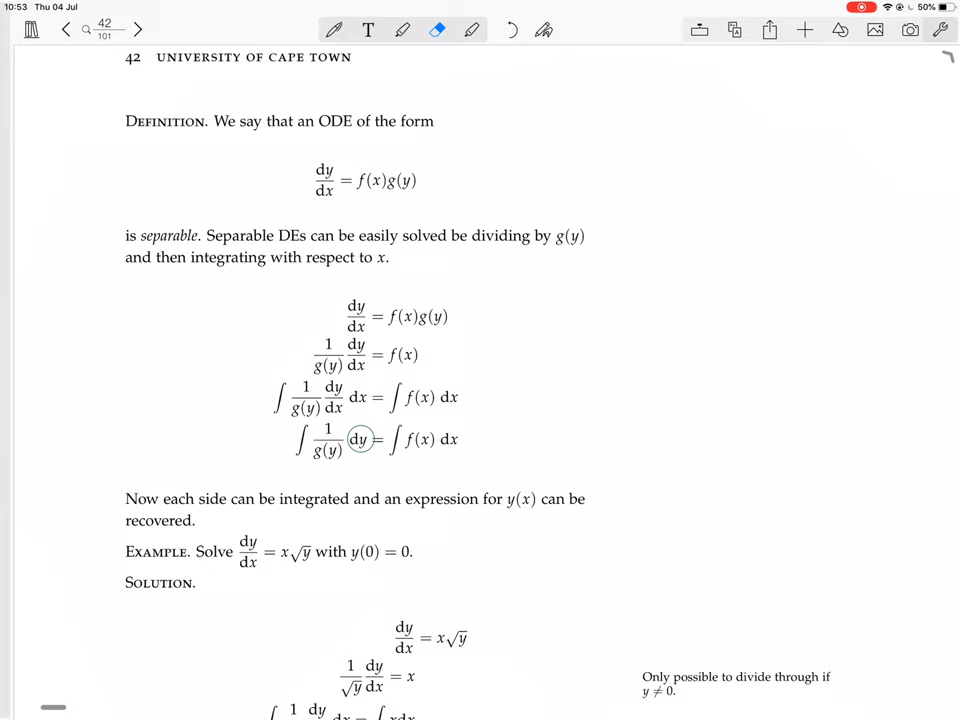 10:53 Thu 04 Jul
50%
42
101
T
42 UNIVERSITY OF CAPE TOWN
DEFINITION. We say that an ODE of the form
dy/dx = f(x)g(y)
is separable. Separable DEs can be easily solved be dividing by g(y)
and then integrating with respect to x.
dy/dx = f(x)g(y)
1/g(y) dy/dx = f(x)
∫ 1/g(y) dy/dx dx = ∫ f(x) dx
∫ 1/g(y) dy = ∫ f(x) dx
Now each side can be integrated and an expression for y(x) can be
recovered.
EXAMPLE. Solve dy/dx = x√y with y(0) = 0.
SOLUTION.
dy/dx = x√y
1/√y dy/dx = x
Only possible to divide through if
y ≠ 0.
∫ 1 dy dx = ∫ xdx